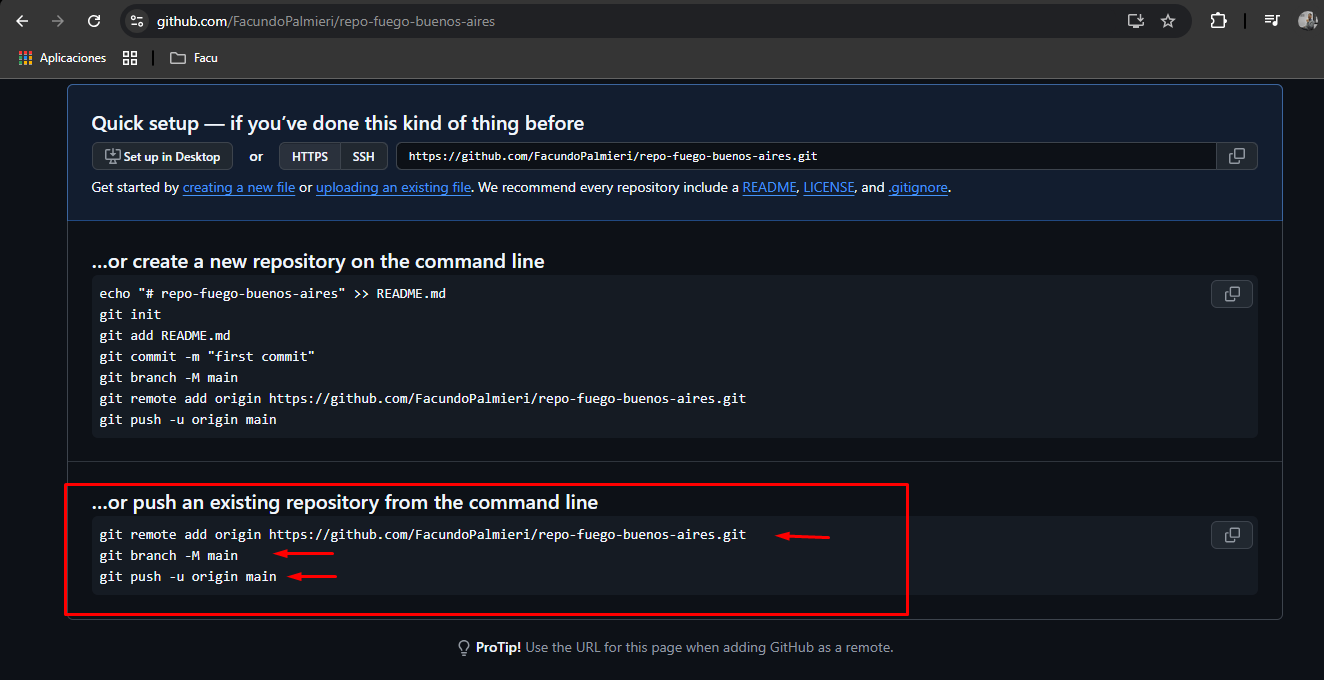 github.com/FacundoPalmieri/repo-fuego-buenos-aires
Aplicaciones Facu
Quick setup — if you’ve done this kind of thing before
Set up in Desktop or HTTPS SSH https://github.com/FacundoPalmieri/repo-fuego-buenos-aires.git
Get started by creating a new file or uploading an existing file. We recommend every repository include a README, LICENSE, and .gitignore.
…or create a new repository on the command line
echo "# repo-fuego-buenos-aires" >> README.md
git init
git add README.md
git commit -m "first commit"
git branch -M main
git remote add origin https://github.com/FacundoPalmieri/repo-fuego-buenos-aires.git
git push -u origin main
…or push an existing repository from the command line
git remote add origin https://github.com/FacundoPalmieri/repo-fuego-buenos-aires.git
git branch -M main
git push -u origin main
ProTip! Use the URL for this page when adding GitHub as a remote.